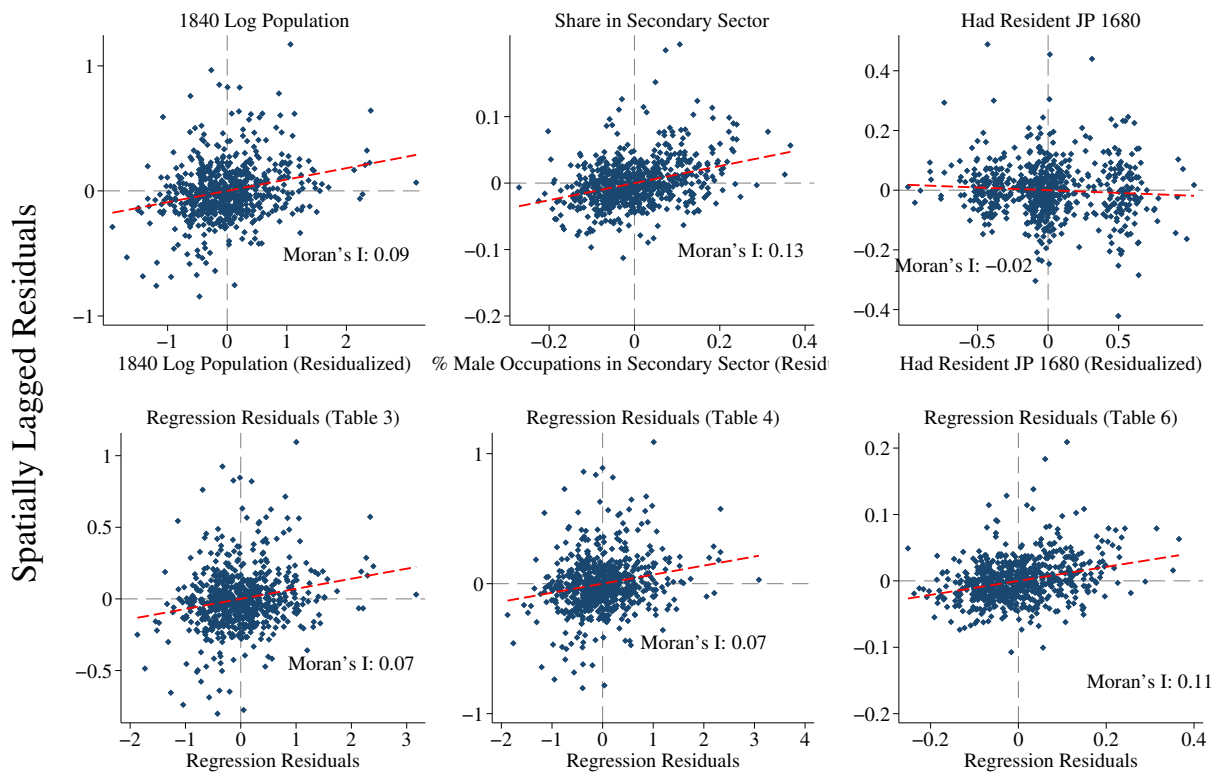 Spatially Lagged Residuals
1840 Log Population
1
0
−1
−1 0 1 2 3
1840 Log Population (Residualized)
Moran's I: 0.09
Share in Secondary Sector
0.1
0
−0.1
−0.2
−0.2 0 0.2 0.4
% Male Occupations in Secondary Sector (Resid
Moran's I: 0.13
Had Resident JP 1680
0.4
0.2
0
−0.2
−0.4
−0.5 0 0.5
Had Resident JP 1680 (Residualized)
Moran's I: −0.02
Regression Residuals (Table 3)
1
0.5
0
−0.5
−2 −1 0 1 2 3
Regression Residuals
Moran's I: 0.07
Regression Residuals (Table 4)
1
0
−1
−2 −1 0 1 2 3 4
Regression Residuals
Moran's I: 0.07
Regression Residuals (Table 6)
0.2
0.1
0
−0.1
−0.2
−0.2 0 0.2 0.4
Regression Residuals
Moran's I: 0.11